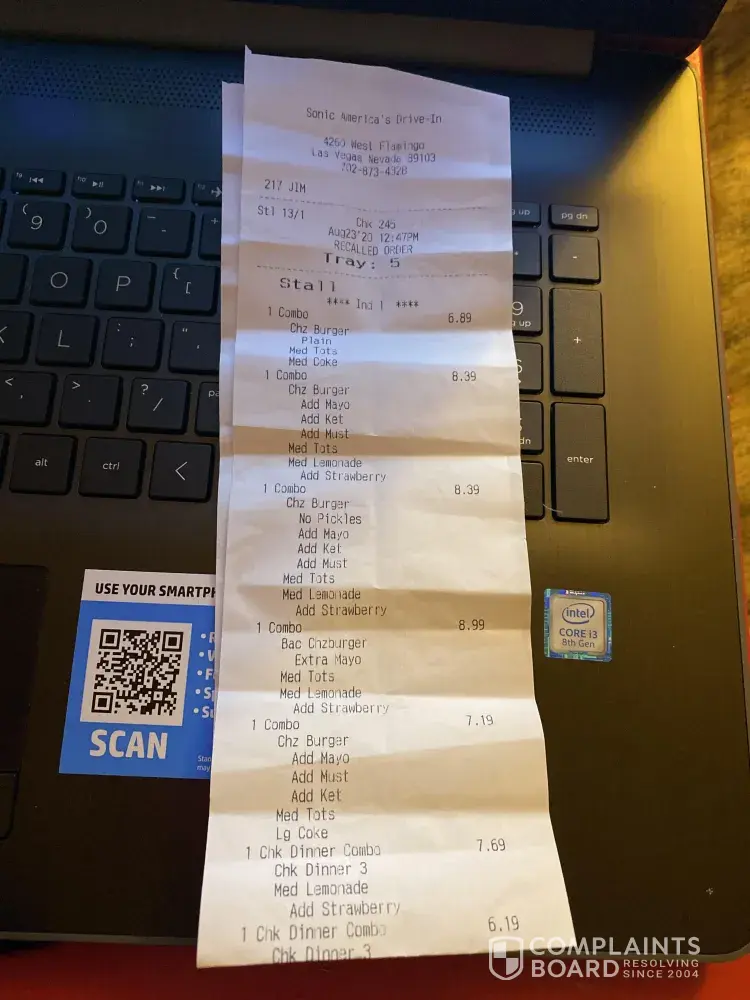 Sonic America's Drive-In
4260 West Flamingo
Las Vegas Nevada 89103
702-873-4328
217 JIM
Stl 13/1
Chk 245
Aug23'20 12:47PM
RECALLED ORDER
Tray: 5
Stall
**** Ind 1 ****
1 Combo 6.89
Chz Burger
Plain
Med Tots
Med Coke
1 Combo 8.39
Chz Burger
Add Mayo
Add Ket
Add Must
Med Tots
Med Lemonade
Add Strawberry
1 Combo 8.39
Chz Burger
No Pickles
Add Mayo
Add Ket
Add Must
Med Tots
Med Lemonade
Add Strawberry
1 Combo 8.99
Bac Chzburger
Extra Mayo
Med Tots
Med Lemonade
Add Strawberry
1 Combo 7.19
Chz Burger
Add Mayo
Add Must
Add Ket
Med Tots
Lg Coke
1 Chk Dinner Combo 7.69
Chk Dinner 3
Med Lemonade
Add Strawberry
1 Chk Dinner Combo 6.19
Chk Dinner 3
pg dn
9
)
0
_
-
-
O
P
{
[
9
+
K
L
:
;
"
'
<
,
>
.
?
/
alt
ctrl
<
enter
USE YOUR SMARTPH
SCAN
intel
CORE i3
8th Gen
COMPLAINTS
BOARD RESOLVING
SINCE 2004